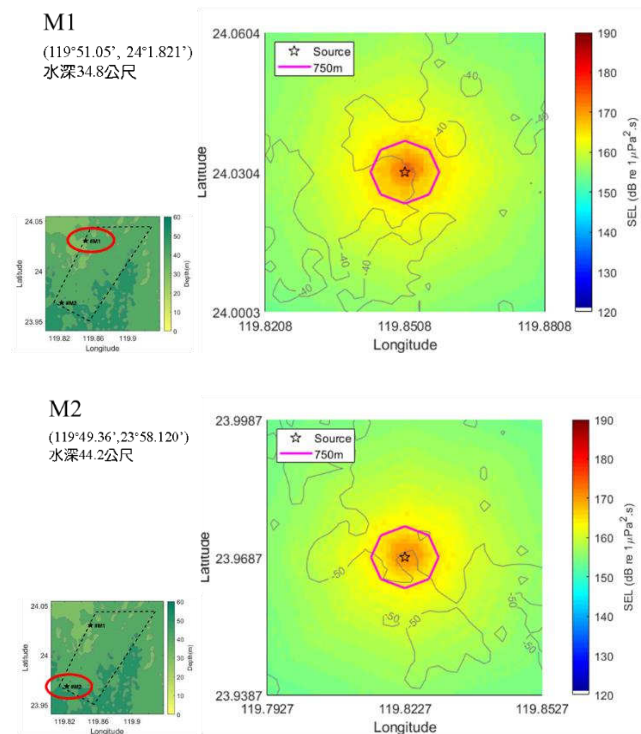 M1
(119°51.05’, 24°1.821’)
水深34.8公尺
24.05
24
23.95
Latitude
#M1
#M2
119.82 119.86 119.9
Longitude
60
50
40
30
20
10
0
Depth(m)
24.0604
24.0304
24.0003
Latitude
Source
750m
-40
-40
-40
-40
-40
119.8208 119.8508 119.8808
Longitude
190
180
170
160
150
140
130
120
SEL (dB re 1μPa².s)
M2
(119°49.36’,23°58.120’)
水深44.2公尺
24.05
24
23.95
Latitude
#M1
#M2
119.82 119.86 119.9
Longitude
60
50
40
30
20
10
0
Depth(m)
23.9987
23.9687
23.9387
Latitude
Source
750m
-50
-50
-50
-50
119.7927 119.8227 119.8527
Longitude
190
180
170
160
150
140
130
120
SEL (dB re 1μPa².s)